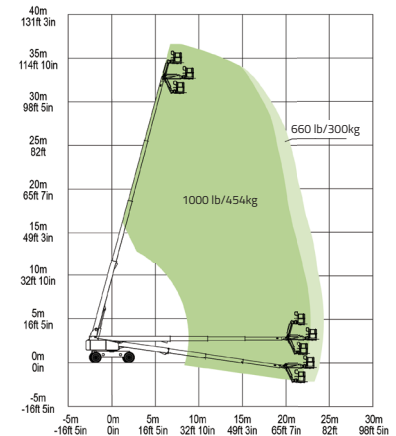 40m
131ft 3in
35m
114ft 10in
30m
98ft 5in
25m
82ft
20m
65ft 7in
15m
49ft 3in
10m
32ft 10in
5m
16ft 5in
0m
0in
-5m
-16ft 5in
660 lb/300kg
1000 lb/454kg
-5m 0m 5m 10m 15m 20m 25m 30m
-16ft 5in 0in 16ft 5in 32ft 10in 49ft 3in 65ft 7in 82ft 98ft 5in